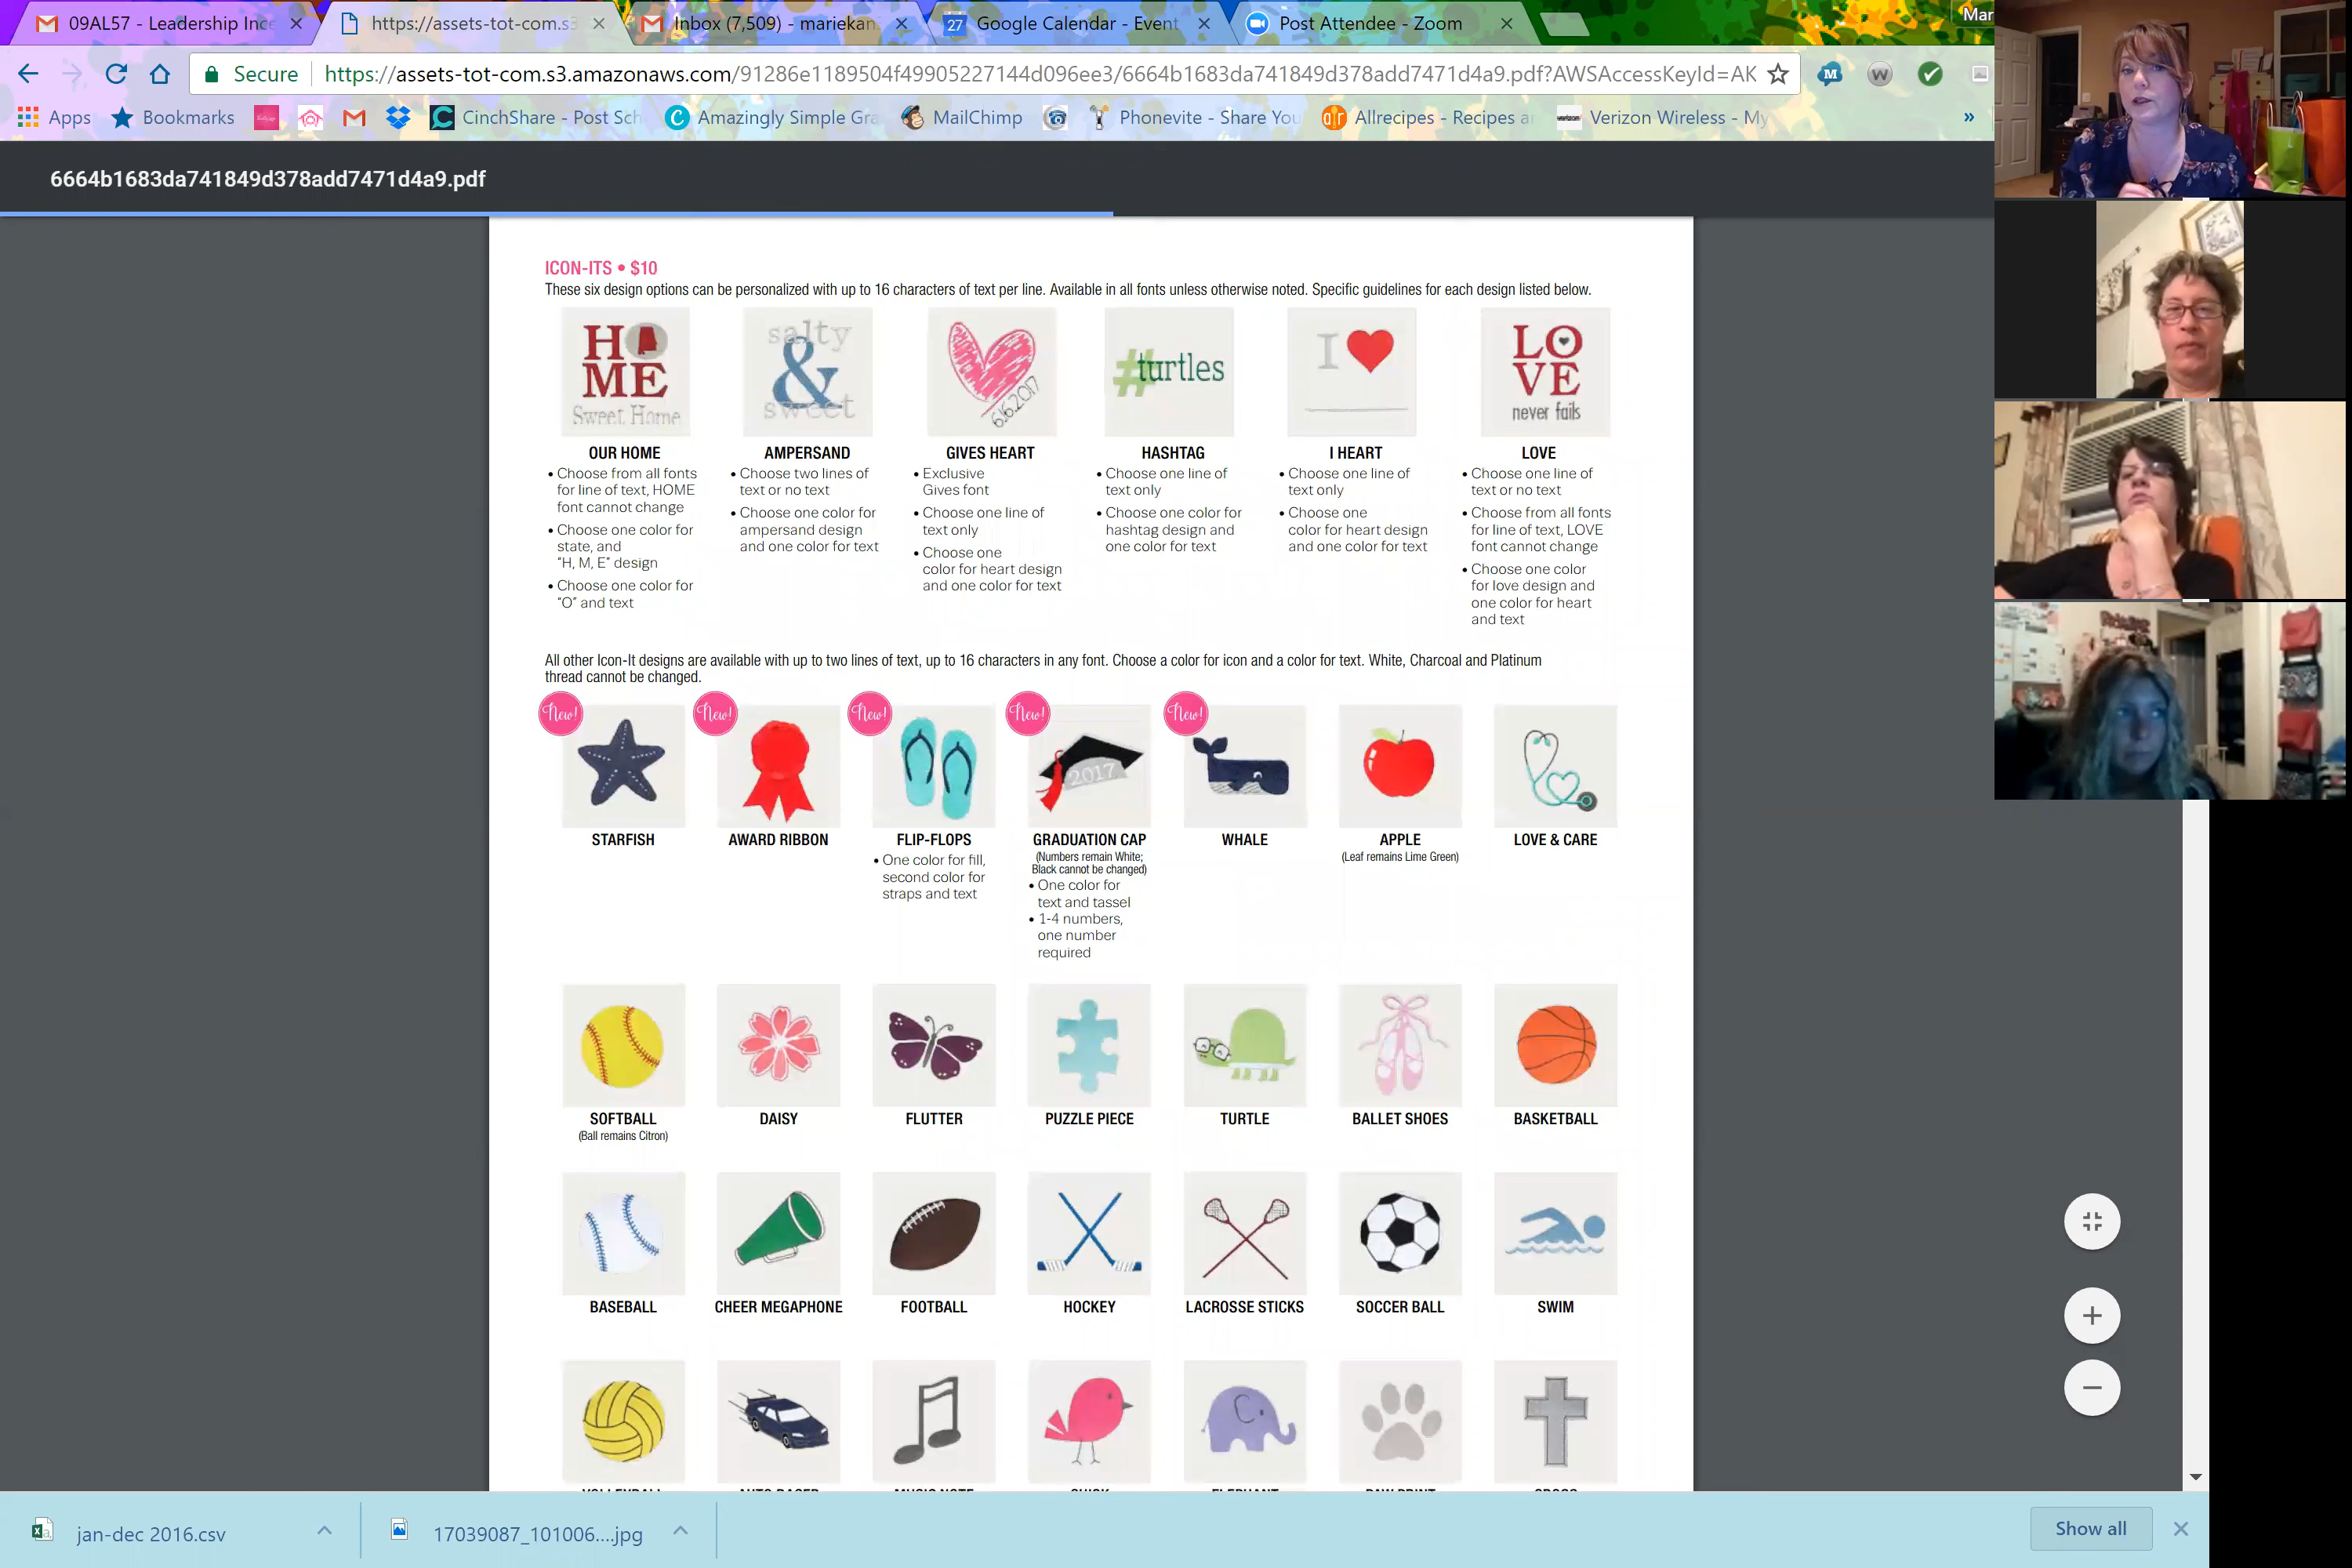 09AL57 - Leadership Ince
https://assets-tot-com.s3
Inbox (7,509) - mariekan
27
Google Calendar - Event
Post Attendee - Zoom
Mar
Secure
https://assets-tot-com.s3.amazonaws.com/91286e1189504f49905227144d096ee3/6664b1683da741849d378add7471d4a9.pdf?AWSAccessKeyId=AK
Apps
Bookmarks
CinchShare - Post Sch
Amazingly Simple Gra
MailChimp
Phonevite - Share You
Allrecipes - Recipes ar
Verizon Wireless - My
6664b1683da741849d378add7471d4a9.pdf
ICON-ITS • $10
These six design options can be personalized with up to 16 characters of text per line. Available in all fonts unless otherwise noted. Specific guidelines for each design listed below.
HOME
Sweet Home
salty
&
sweet
6.16.2017
#turtles
I
LOVE
never fails
OUR HOME
• Choose from all fonts
for line of text, HOME
font cannot change
• Choose one color for
state, and
"H, M, E" design
• Choose one color for
"O" and text
AMPERSAND
• Choose two lines of
text or no text
• Choose one color for
ampersand design
and one color for text
GIVES HEART
• Exclusive
Gives font
• Choose one line of
text only
• Choose one
color for heart design
and one color for text
HASHTAG
• Choose one line of
text only
• Choose one color for
hashtag design and
one color for text
I HEART
• Choose one line of
text only
• Choose one
color for heart design
and one color for text
LOVE
• Choose one line of
text or no text
• Choose from all fonts
for line of text, LOVE
font cannot change
• Choose one color
for love design and
one color for heart
and text
All other Icon-It designs are available with up to two lines of text, up to 16 characters in any font. Choose a color for icon and a color for text. White, Charcoal and Platinum
thread cannot be changed.
New!
New!
New!
New!
New!
2017
STARFISH
AWARD RIBBON
FLIP-FLOPS
• One color for fill,
second color for
straps and text
GRADUATION CAP
(Numbers remain White;
Black cannot be changed)
• One color for
text and tassel
• 1-4 numbers,
one number
required
WHALE
APPLE
(Leaf remains Lime Green)
LOVE & CARE
SOFTBALL
(Ball remains Citron)
DAISY
FLUTTER
PUZZLE PIECE
TURTLE
BALLET SHOES
BASKETBALL
BASEBALL
CHEER MEGAPHONE
FOOTBALL
HOCKEY
LACROSSE STICKS
SOCCER BALL
SWIM
VOLLEYBALL
AUTO RACER
MUSIC NOTE
CHICK
ELEPHANT
PAW PRINT
CROSS
jan-dec 2016.csv
17039087_101006....jpg
Show all